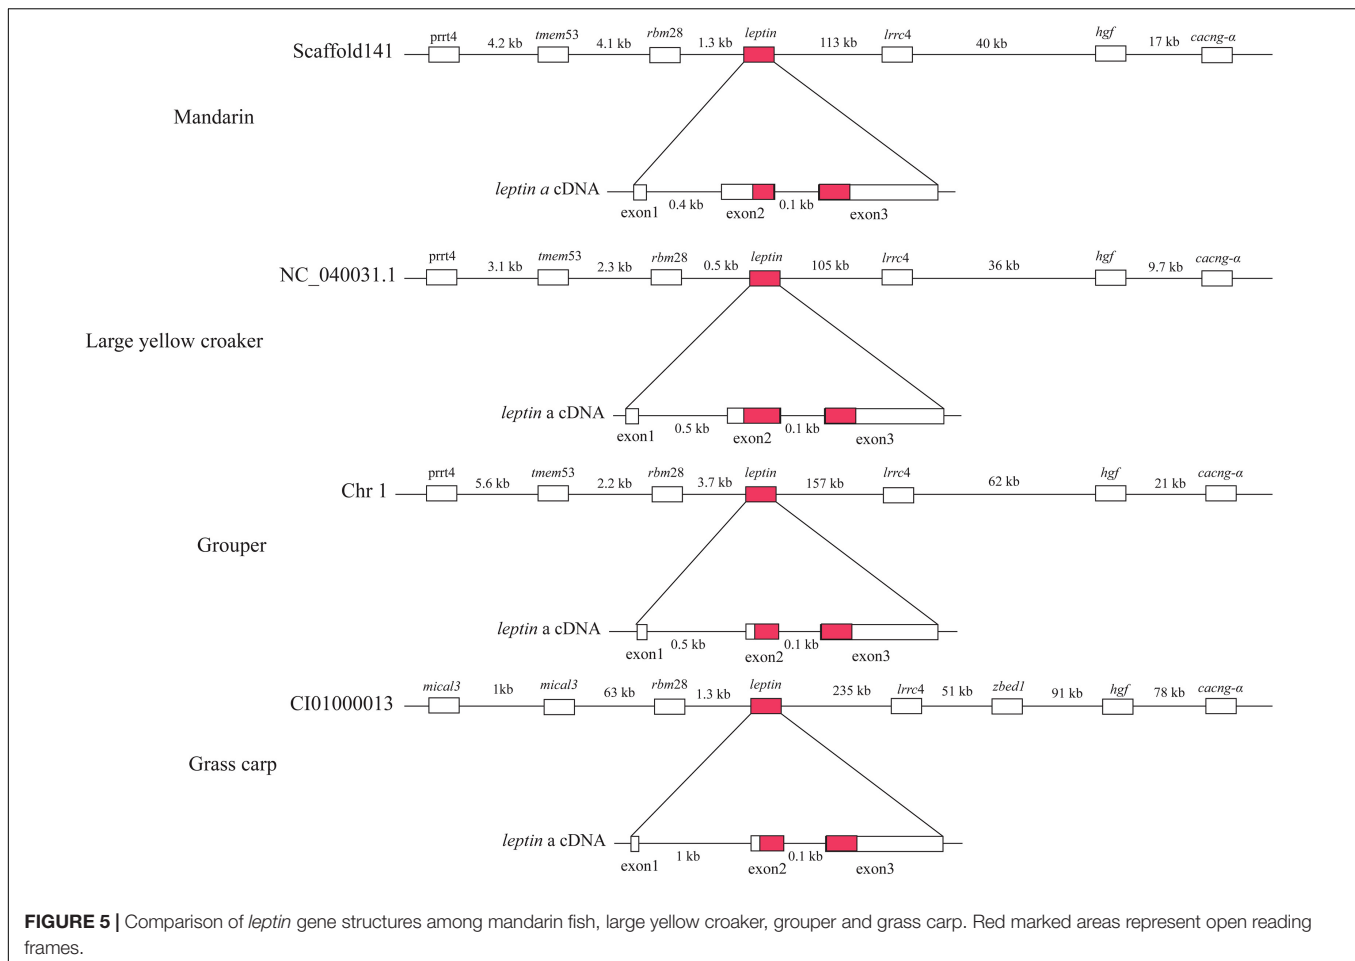 prrt4 4.2 kb tmem53 4.1 kb rbm28 1.3 kb leptin 113 kb lrrc4 40 kb hgf 17 kb cacng-α
Scaffold141
Mandarin
leptin a cDNA
exon1 0.4 kb exon2 0.1 kb exon3
prrt4 3.1 kb tmem53 2.3 kb rbm28 0.5 kb leptin 105 kb lrrc4 36 kb hgf 9.7 kb cacng-α
NC_040031.1
Large yellow croaker
leptin a cDNA
exon1 0.5 kb exon2 0.1 kb exon3
prrt4 5.6 kb tmem53 2.2 kb rbm28 3.7 kb leptin 157 kb lrrc4 62 kb hgf 21 kb cacng-α
Chr 1
Grouper
leptin a cDNA
exon1 0.5 kb exon2 0.1 kb exon3
mical3 1kb mical3 63 kb rbm28 1.3 kb leptin 235 kb lrrc4 51 kb zbed1 91 kb hgf 78 kb cacng-α
CI01000013
Grass carp
leptin a cDNA
exon1 1 kb exon2 0.1 kb exon3
FIGURE 5 | Comparison of leptin gene structures among mandarin fish, large yellow croaker, grouper and grass carp. Red marked areas represent open reading
frames.